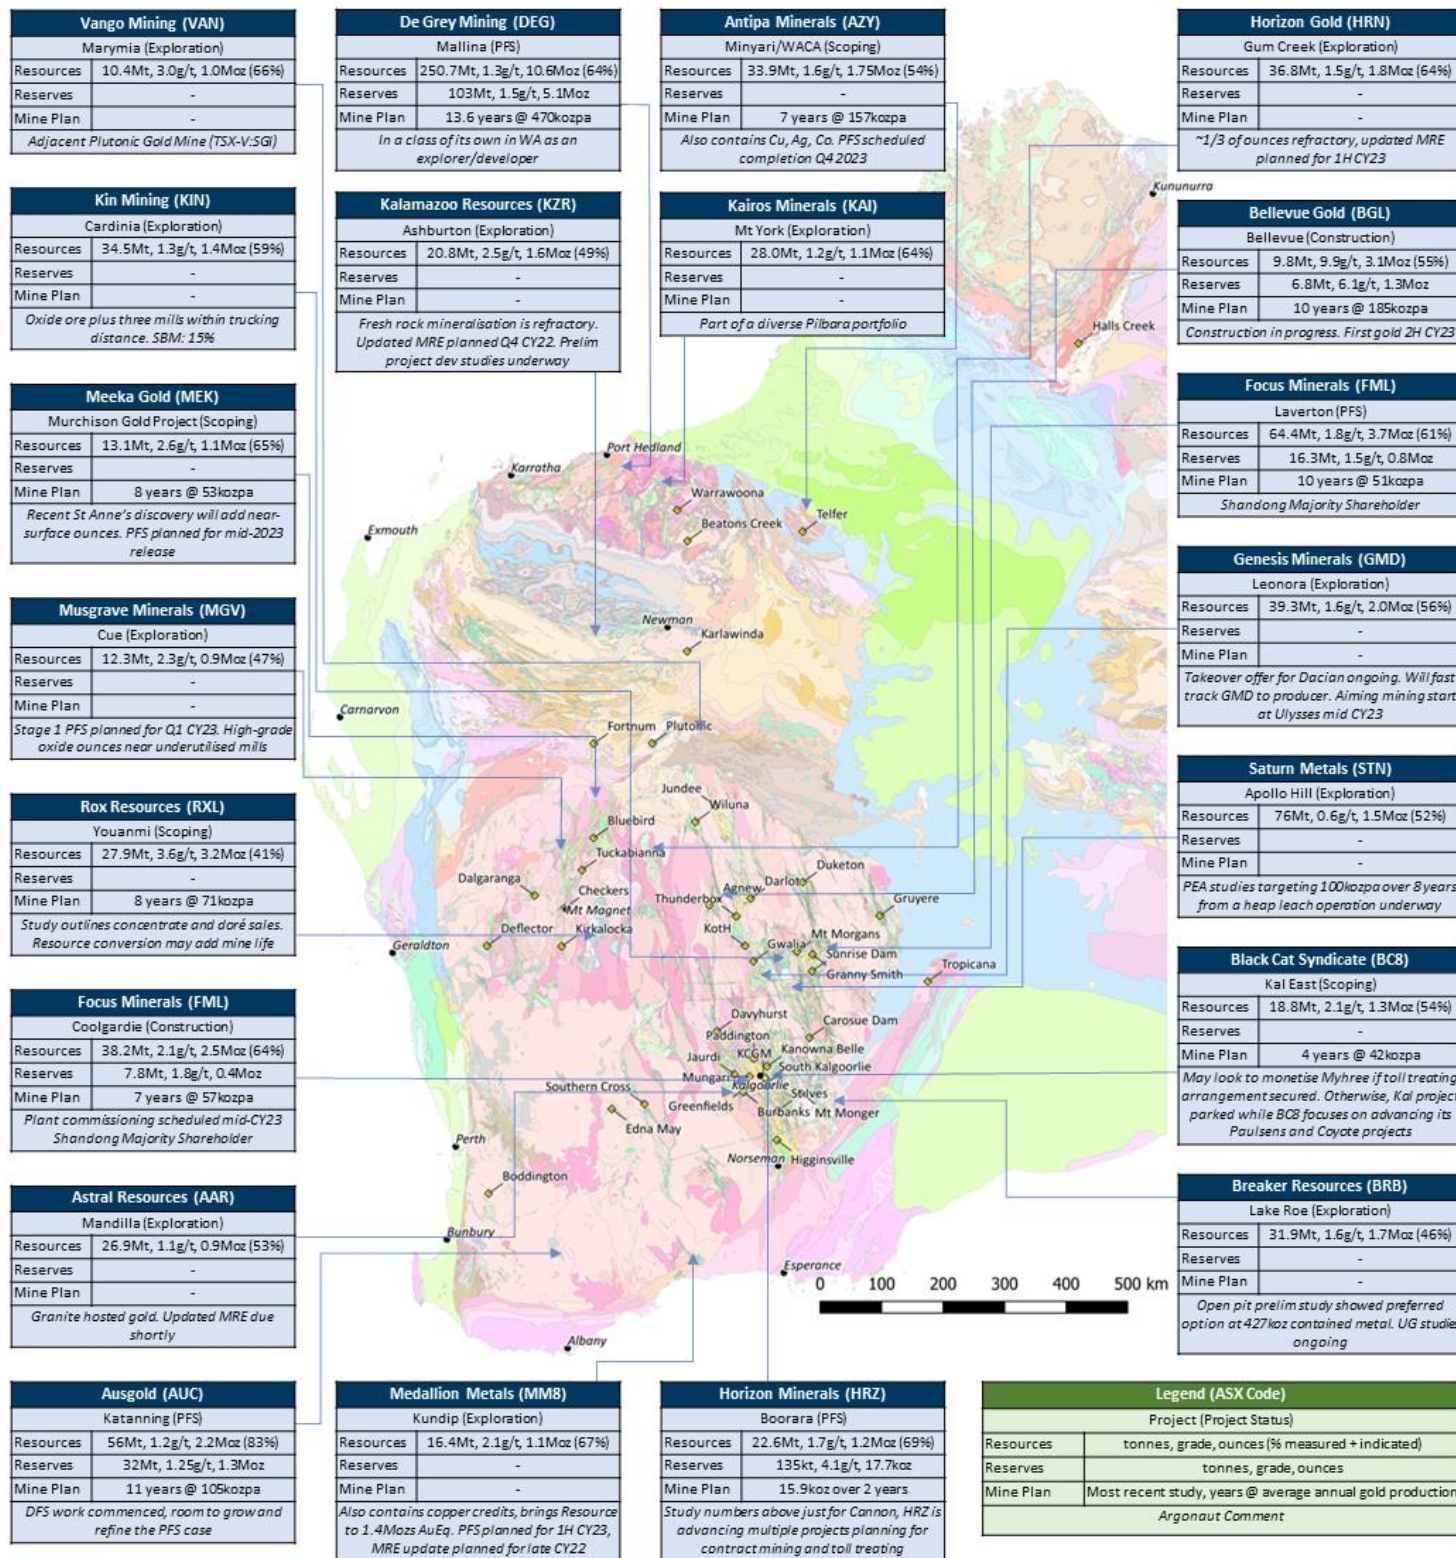 Vango Mining (VAN)
Marymia (Exploration)
Resources 10.4Mt, 3.0g/t, 1.0Moz (66%)
Reserves -
Mine Plan -
Adjacent Plutonic Gold Mine (TSX-V:SGI)
De Grey Mining (DEG)
Mallina (PFS)
Resources 250.7Mt, 1.3g/t, 10.6Moz (64%)
Reserves 103Mt, 1.5g/t, 5.1Moz
Mine Plan 13.6 years @ 470kozpa
In a class of its own in WA as an
explorer/developer
Antipa Minerals (AZY)
Minyari/WACA (Scoping)
Resources 33.9Mt, 1.6g/t, 1.75Moz (54%)
Reserves -
Mine Plan 7 years @ 157kozpa
Also contains Cu, Ag, Co. PFS scheduled
completion Q4 2023
Horizon Gold (HRN)
Gum Creek (Exploration)
Resources 36.8Mt, 1.5g/t, 1.8Moz (64%)
Reserves -
Mine Plan -
~1/3 of ounces refractory, updated MRE
planned for 1H CY23
Kin Mining (KIN)
Cardinia (Exploration)
Resources 34.5Mt, 1.3g/t, 1.4Moz (59%)
Reserves -
Mine Plan -
Oxide ore plus three mills within trucking
distance. SBM: 15%
Kalamazoo Resources (KZR)
Ashburton (Exploration)
Resources 20.8Mt, 2.5g/t, 1.6Moz (49%)
Reserves -
Mine Plan -
Fresh rock mineralisation is refractory.
Updated MRE planned Q4 CY22. Prelim
project dev studies underway
Kairos Minerals (KAI)
Mt York (Exploration)
Resources 28.0Mt, 1.2g/t, 1.1Moz (64%)
Reserves -
Mine Plan -
Part of a diverse Pilbara portfolio
Bellevue Gold (BGL)
Bellevue (Construction)
Resources 9.8Mt, 9.9g/t, 3.1Moz (55%)
Reserves 6.8Mt, 6.1g/t, 1.3Moz
Mine Plan 10 years @ 185kozpa
Construction in progress. First gold 2H CY23
Meeka Gold (MEK)
Murchison Gold Project (Scoping)
Resources 13.1Mt, 2.6g/t, 1.1Moz (65%)
Reserves -
Mine Plan 8 years @ 53kozpa
Recent St Anne's discovery will add near-
surface ounces. PFS planned for mid-2023
release
Focus Minerals (FML)
Laverton (PFS)
Resources 64.4Mt, 1.8g/t, 3.7Moz (61%)
Reserves 16.3Mt, 1.5g/t, 0.8Moz
Mine Plan 10 years @ 51kozpa
Shandong Majority Shareholder
Musgrave Minerals (MGV)
Cue (Exploration)
Resources 12.3Mt, 2.3g/t, 0.9Moz (47%)
Reserves -
Mine Plan -
Stage 1 PFS planned for Q1 CY23. High-grade
oxide ounces near underutilised mills
Genesis Minerals (GMD)
Leonora (Exploration)
Resources 39.3Mt, 1.6g/t, 2.0Moz (56%)
Reserves -
Mine Plan -
Takeover offer for Dacian ongoing. Will fast
track GMD to producer. Aiming mining start
at Ulysses mid CY23
Rox Resources (RXL)
Youanmi (Scoping)
Resources 27.9Mt, 3.6g/t, 3.2Moz (41%)
Reserves -
Mine Plan 8 years @ 71kozpa
Study outlines concentrate and doré sales.
Resource conversion may add mine life
Saturn Metals (STN)
Apollo Hill (Exploration)
Resources 76Mt, 0.6g/t, 1.5Moz (52%)
Reserves -
Mine Plan -
PEA studies targeting 100kozpa over 8 years
from a heap leach operation underway
Focus Minerals (FML)
Coolgardie (Construction)
Resources 38.2Mt, 2.1g/t, 2.5Moz (64%)
Reserves 7.8Mt, 1.8g/t, 0.4Moz
Mine Plan 7 years @ 57kozpa
Plant commissioning scheduled mid-CY23
Shandong Majority Shareholder
Black Cat Syndicate (BC8)
Kal East (Scoping)
Resources 18.8Mt, 2.1g/t, 1.3Moz (54%)
Reserves -
Mine Plan 4 years @ 42kozpa
May look to monetise Myhree if toll treating
arrangement secured. Otherwise, Kal project
parked while BC8 focuses on advancing its
Paulsens and Coyote projects
Astral Resources (AAR)
Mandilla (Exploration)
Resources 26.9Mt, 1.1g/t, 0.9Moz (53%)
Reserves -
Mine Plan -
Granite hosted gold. Updated MRE due
shortly
Breaker Resources (BRB)
Lake Roe (Exploration)
Resources 31.9Mt, 1.6g/t, 1.7Moz (46%)
Reserves -
Mine Plan -
Open pit prelim study showed preferred
option at 427koz contained metal. UG studies
ongoing
Ausgold (AUC)
Katanning (PFS)
Resources 56Mt, 1.2g/t, 2.2Moz (83%)
Reserves 32Mt, 1.25g/t, 1.3Moz
Mine Plan 11 years @ 105kozpa
DFS work commenced, room to grow and
refine the PFS case
Medallion Metals (MM8)
Kundip (Exploration)
Resources 16.4Mt, 2.1g/t, 1.1Moz (67%)
Reserves -
Mine Plan -
Also contains copper credits, brings Resource
to 1.4Mozs AuEq. PFS planned for 1H CY23,
MRE update planned for late CY22
Horizon Minerals (HRZ)
Boorara (PFS)
Resources 22.6Mt, 1.7g/t, 1.2Moz (69%)
Reserves 135kt, 4.1g/t, 17.7koz
Mine Plan 15.9koz over 2 years
Study numbers above just for Cannon, HRZ is
advancing multiple projects planning for
contract mining and toll treating
Legend (ASX Code)
Project (Project Status)
Resources tonnes, grade, ounces (% measured + indicated)
Reserves tonnes, grade, ounces
Mine Plan Most recent study, years @ average annual gold production
Argonaut Comment
Kununurra
Halls Creek
Port Hedland
Karratha
Warrawoona
Telfer
Beatons Creek
Exmouth
Newman
Karlawinda
Carnarvon
Fortnum
Plutonic
Jundee
Wiluna
Bluebird
Tuckabianna
Duketon
Darlot
Dalgaranga
Checkers
Agnew
Thunderbox
Mt Magnet
Gruyere
Deflector
Kirkalocka
KotH
Mt Morgans
Gwalia
Sunrise Dam
Geraldton
Granny Smith
Tropicana
Davyhurst
Carosue Dam
Paddington
Jaurdi
KCGM
Kanowna Belle
South Kalgoorlie
Mungari
Kalgoorlie
Southern Cross
Greenfields
St Ives
Burbanks
Mt Monger
Edna May
Perth
Norseman
Higginsville
Boddington
Bunbury
Esperance
0 100 200 300 400 500 km
Albany